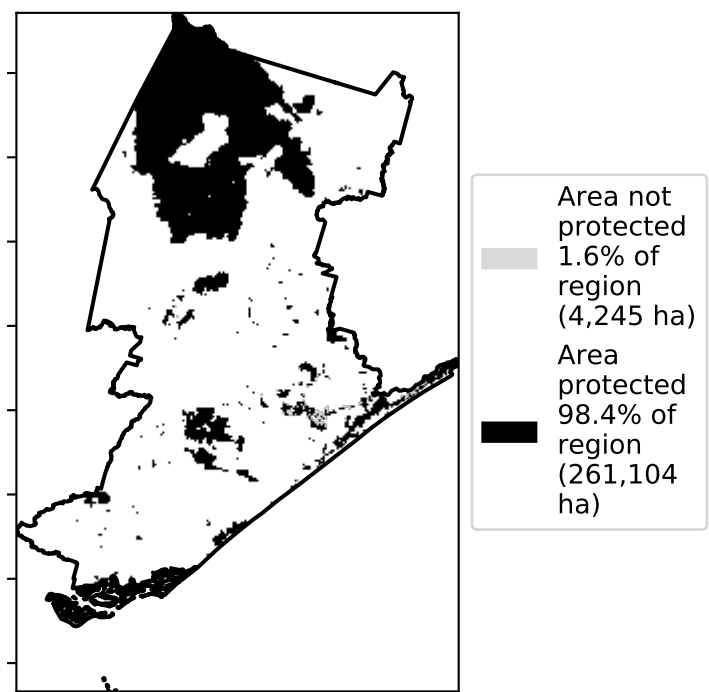 Area not
protected
1.6% of
region
(4,245 ha)
Area
protected
98.4% of
region
(261,104
ha)